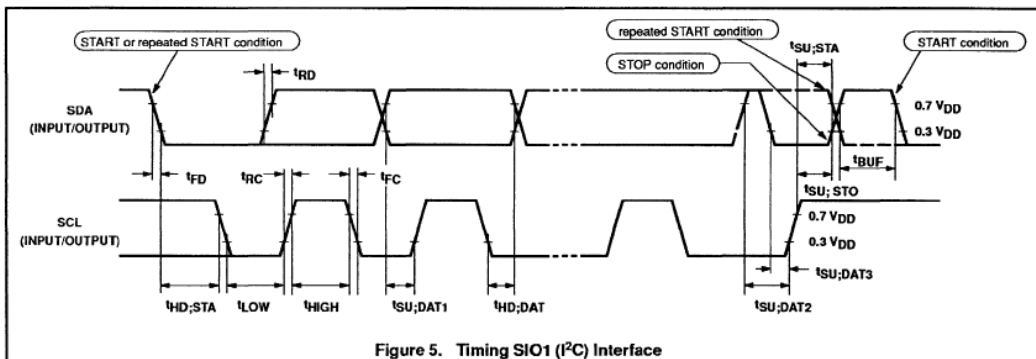 START or repeated START condition
repeated START condition
tSU;STA
START condition
STOP condition
tRD
SDA
(INPUT/OUTPUT)
0.7 VDD
0.3 VDD
tBUF
tFD
tRC
tFC
tSU; STO
SCL
(INPUT/OUTPUT)
0.7 VDD
0.3 VDD
tSU;DAT3
tHD;STA
tLOW
tHIGH
tSU;DAT1
tHD;DAT
tSU;DAT2
Figure 5. Timing SIO1 (I²C) Interface